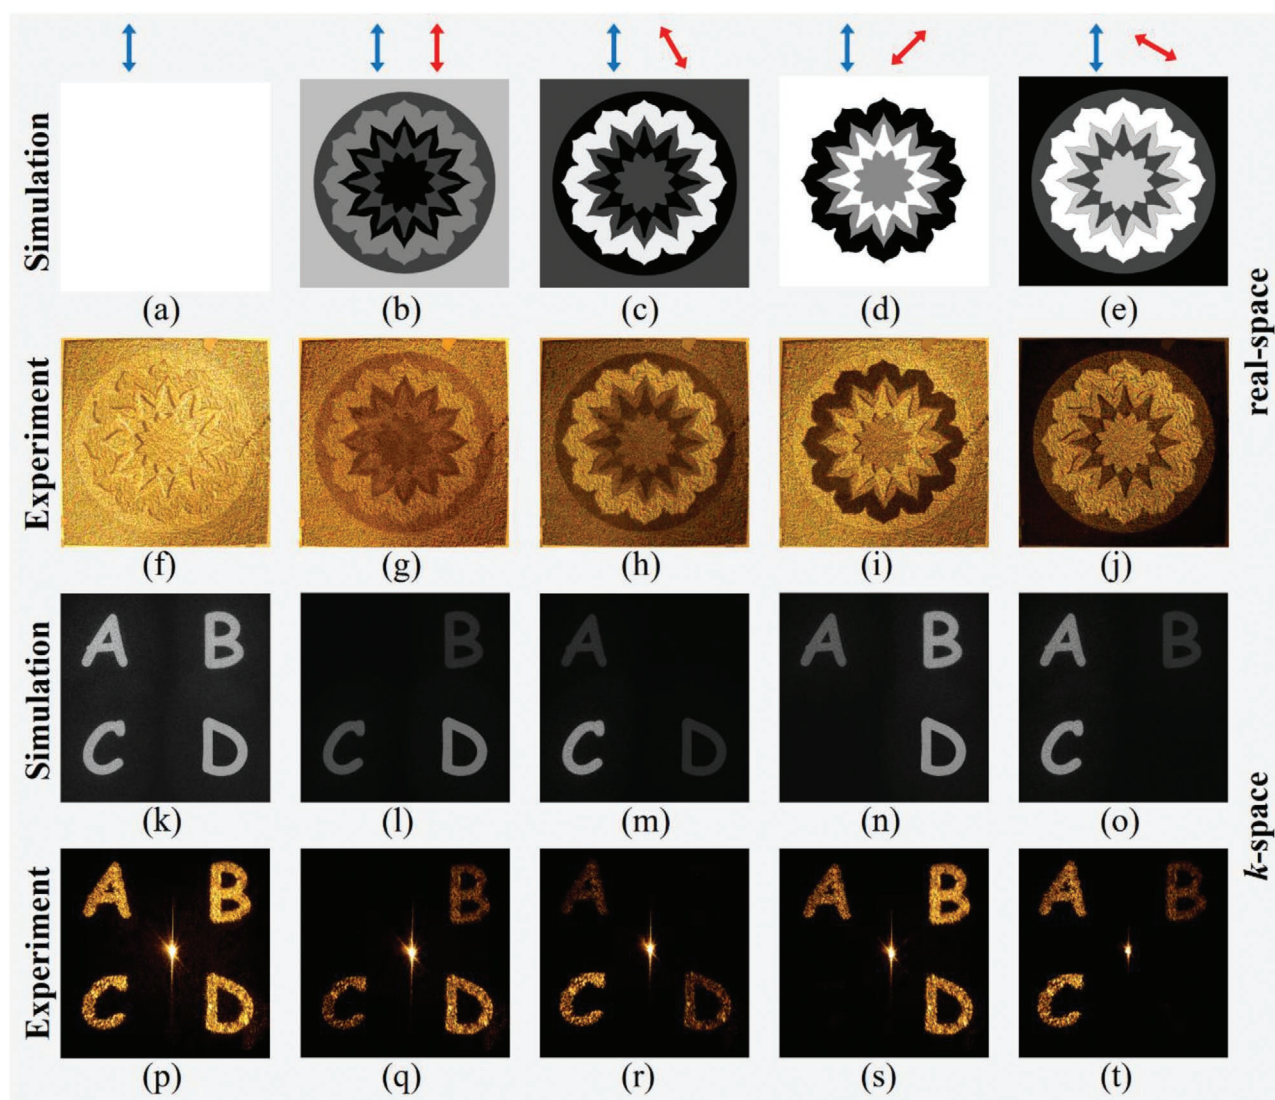 Simulation
(a) (b) (c) (d) (e)
Experiment
(f) (g) (h) (i) (j)
real-space
Simulation
A B B A A B B A B
C D C D C D D C
(k) (l) (m) (n) (o)
Experiment
A B B A A B A B
C D C D C D D C
(p) (q) (r) (s) (t)
k-space